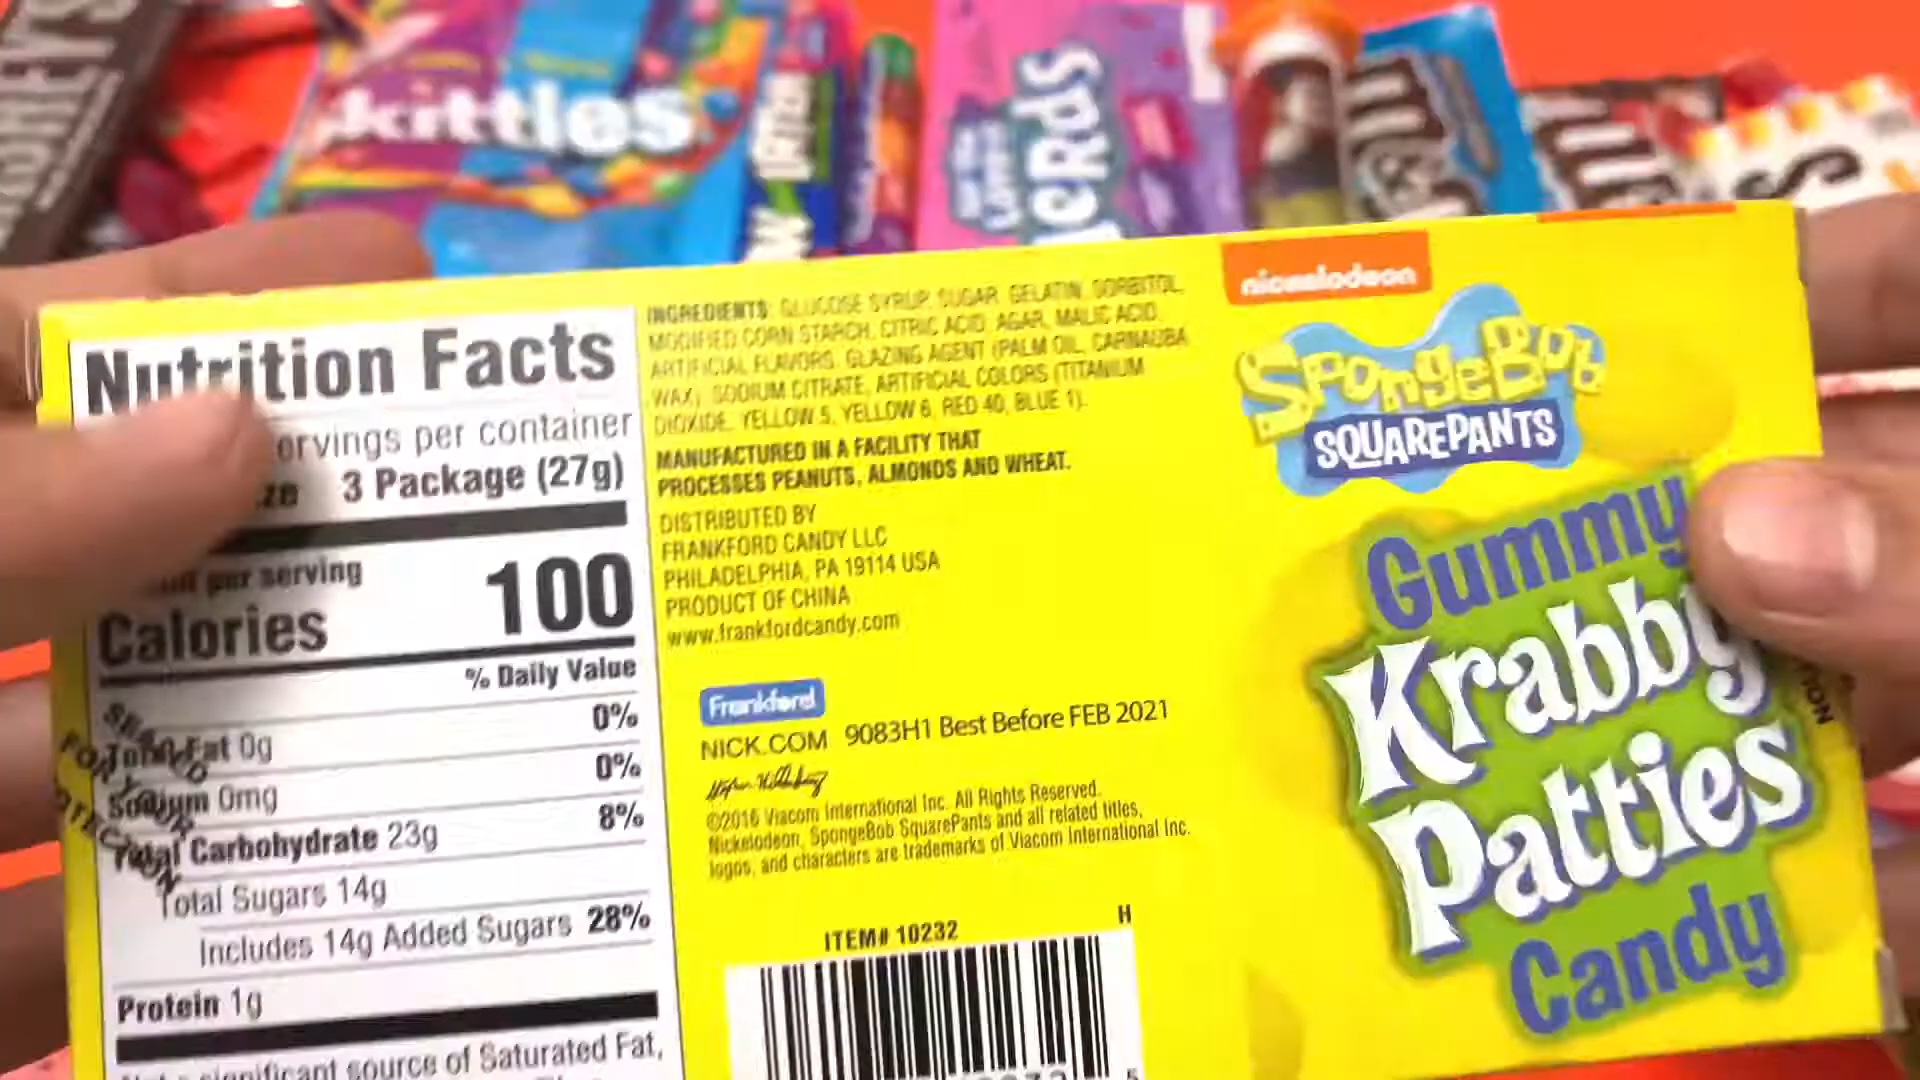 HEY'S
skittles
NERDS
Nutrition Facts
servings per container
3 Package (27g)
per serving
Calories 100
% Daily Value
Total Fat 0g 0%
Sodium 0mg 0%
Total Carbohydrate 23g 8%
Total Sugars 14g
Includes 14g Added Sugars 28%
Protein 1g
significant source of Saturated Fat,
SEALED
FOR YOUR
PROTECTION
INGREDIENTS: GLUCOSE SYRUP, SUGAR, GELATIN, SORBITOL,
MODIFIED CORN STARCH, CITRIC ACID, AGAR, MALIC ACID,
ARTIFICIAL FLAVORS, GLAZING AGENT (PALM OIL, CARNAUBA
WAX), SODIUM CITRATE, ARTIFICIAL COLORS (TITANIUM
DIOXIDE, YELLOW 5, YELLOW 6, RED 40, BLUE 1).
MANUFACTURED IN A FACILITY THAT
PROCESSES PEANUTS, ALMONDS AND WHEAT.
DISTRIBUTED BY
FRANKFORD CANDY LLC
PHILADELPHIA, PA 19114 USA
PRODUCT OF CHINA
www.frankfordcandy.com
Frankford
NICK.COM 9083H1 Best Before FEB 2021
©2016 Viacom International Inc. All Rights Reserved.
Nickelodeon, SpongeBob SquarePants and all related titles,
logos, and characters are trademarks of Viacom International Inc.
ITEM# 10232 H
nickelodeon
SPONGEBOB
SQUAREPANTS
Gummy
Krabby
Patties
Candy